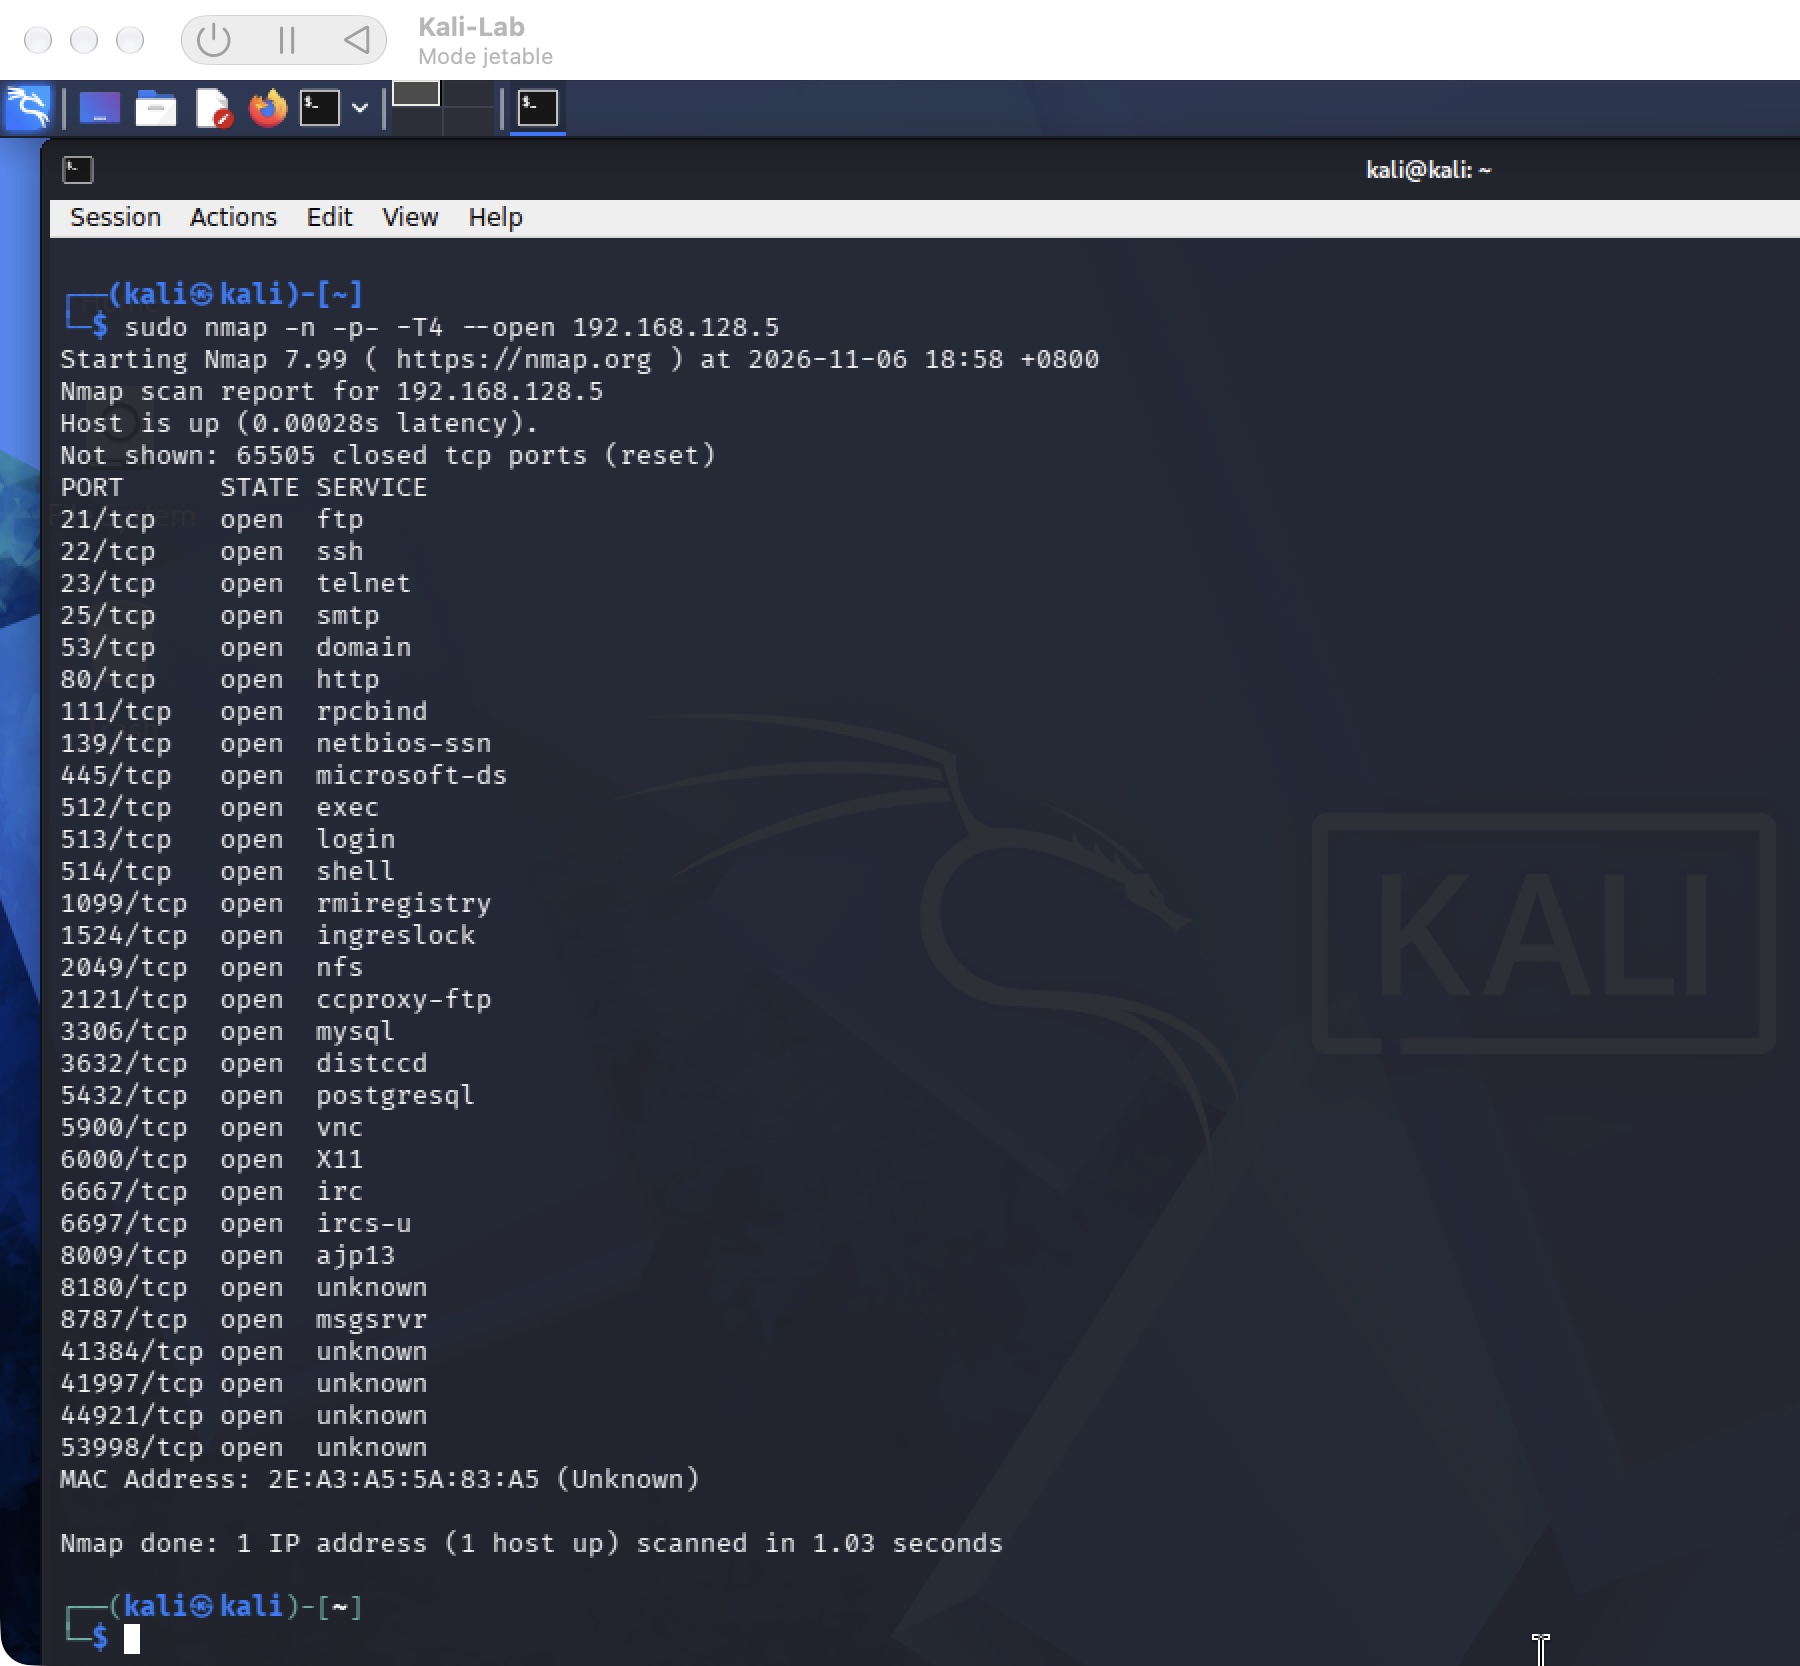 Kali-Lab
Mode jetable
kali@kali: ~
Session Actions Edit View Help
┌──(kali㉿kali)-[~]
└─$ sudo nmap -n -p- -T4 --open 192.168.128.5
Starting Nmap 7.99 ( https://nmap.org ) at 2026-11-06 18:58 +0800
Nmap scan report for 192.168.128.5
Host is up (0.00028s latency).
Not shown: 65505 closed tcp ports (reset)
PORT      STATE SERVICE
21/tcp    open  ftp
22/tcp    open  ssh
23/tcp    open  telnet
25/tcp    open  smtp
53/tcp    open  domain
80/tcp    open  http
111/tcp   open  rpcbind
139/tcp   open  netbios-ssn
445/tcp   open  microsoft-ds
512/tcp   open  exec
513/tcp   open  login
514/tcp   open  shell
1099/tcp  open  rmiregistry
1524/tcp  open  ingreslock
2049/tcp  open  nfs
2121/tcp  open  ccproxy-ftp
3306/tcp  open  mysql
3632/tcp  open  distccd
5432/tcp  open  postgresql
5900/tcp  open  vnc
6000/tcp  open  X11
6667/tcp  open  irc
6697/tcp  open  ircs-u
8009/tcp  open  ajp13
8180/tcp  open  unknown
8787/tcp  open  msgsrvr
41384/tcp open  unknown
41997/tcp open  unknown
44921/tcp open  unknown
53998/tcp open  unknown
MAC Address: 2E:A3:A5:5A:83:A5 (Unknown)
Nmap done: 1 IP address (1 host up) scanned in 1.03 seconds
┌──(kali㉿kali)-[~]
└─$
KALI